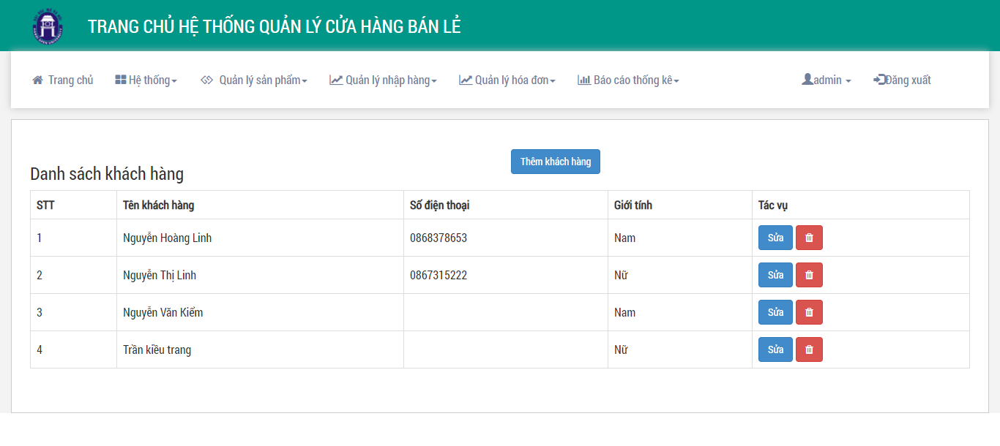 TRANG CHỦ HỆ THỐNG QUẢN LÝ CỬA HÀNG BÁN LẺ
Trang chủ Hệ thống Quản lý sản phẩm Quản lý nhập hàng Quản lý hóa đơn Báo cáo thống kê admin Đăng xuất
Thêm khách hàng
Danh sách khách hàng
STT Tên khách hàng Số điện thoại Giới tính Tác vụ
1 Nguyễn Hoàng Linh 0868378653 Nam Sửa
2 Nguyễn Thị Linh 0867315222 Nữ Sửa
3 Nguyễn Văn Kiểm Nam Sửa
4 Trần kiều trang Nữ Sửa